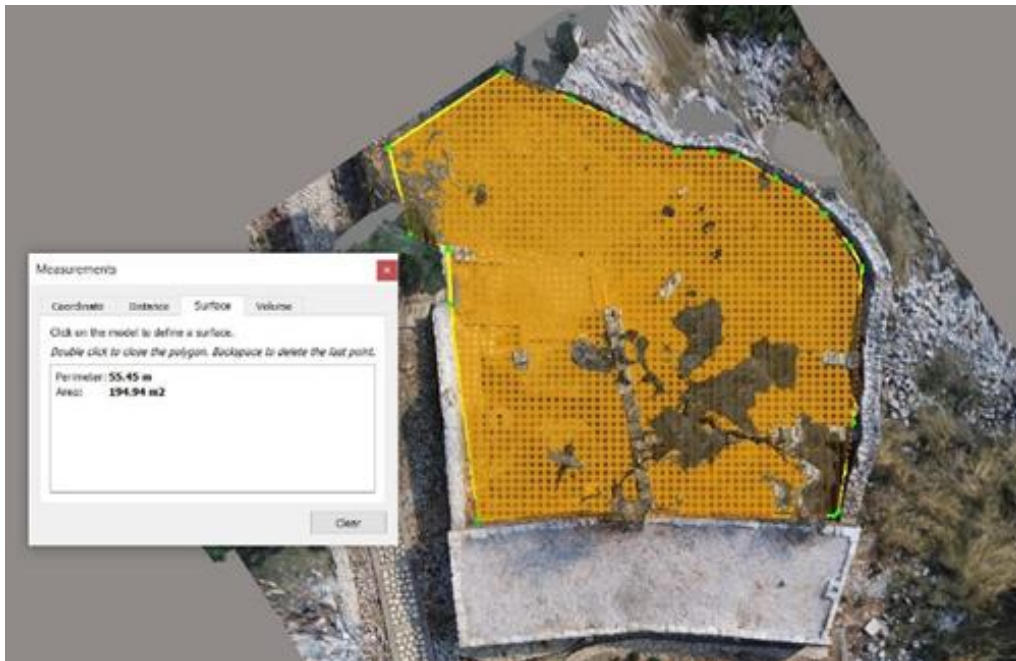 Measurements
Coordinate Distance Surface Volume
Click on the model to define a surface.
Double click to close the polygon. Backspace to delete the last point.
Perimeter: 55.45 m
Area: 194.94 m2
Clear